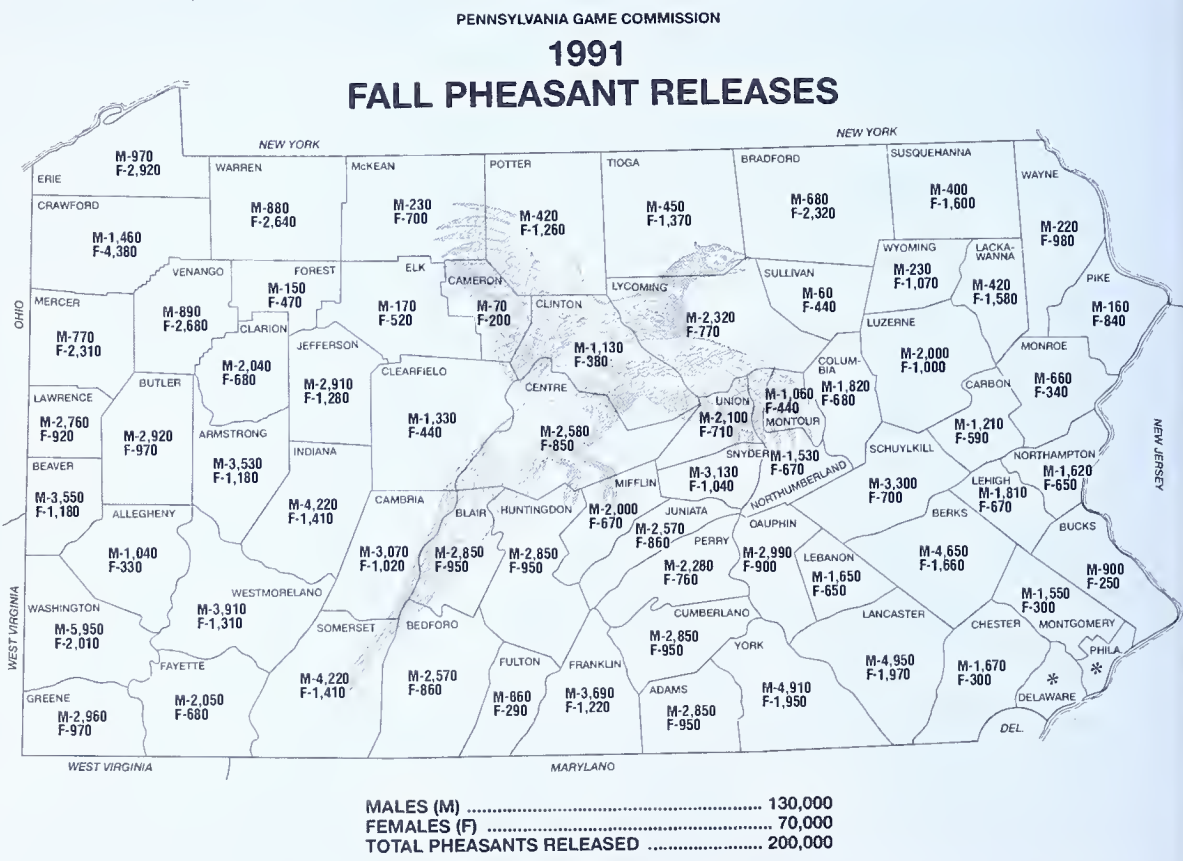 PENNSYLVANIA GAME COMMISSION
1991
FALL PHEASANT RELEASES
NEW YORK
NEW YORK
ERIE
M-970
F-2,920
WARREN
M-880
F-2,640
McKEAN
M-230
F-700
POTTER
M-420
F-1,260
TIOGA
M-450
F-1,370
BRADFORD
M-680
F-2,320
SUSQUEHANNA
M-400
F-1,600
WAYNE
M-220
F-980
CRAWFORD
M-1,460
F-4,380
VENANGO
M-890
F-2,680
FOREST
M-150
F-470
ELK
M-170
F-520
CAMERON
M-70
F-200
CLINTON
M-1,130
F-380
LYCOMING
M-2,320
F-770
SULLIVAN
M-60
F-440
WYOMING
M-230
F-1,070
LACKA-
WANNA
M-420
F-1,580
PIKE
M-160
F-840
OHIO
MERCER
M-770
F-2,310
CLARION
M-2,040
F-680
JEFFERSON
M-2,910
F-1,280
CLEARFIELD
M-1,330
F-440
CENTRE
M-2,580
F-850
UNION
M-2,100
F-710
M-1,060
F-440
MONTOUR
COLUM-
BIA
M-1,820
F-680
LUZERNE
M-2,000
F-1,000
CARBON
M-1,210
F-590
MONROE
M-660
F-340
NEW JERSEY
LAWRENCE
M-2,760
F-920
BUTLER
M-2,920
F-970
ARMSTRONG
M-3,530
F-1,180
INDIANA
M-4,220
F-1,410
BEAVER
M-3,550
F-1,180
ALLEGHENY
M-1,040
F-330
CAMBRIA
M-3,070
F-1,020
BLAIR
M-2,850
F-950
HUNTINGDON
M-2,850
F-950
MIFFLIN
M-2,000
F-670
SNYDER
M-3,130
F-1,040
M-1,530
F-670
NORTHUMBERLAND
JUNIATA
M-2,570
F-860
PERRY
M-2,280
F-760
DAUPHIN
M-2,990
F-900
LEBANON
M-1,650
F-650
SCHUYLKILL
M-3,300
F-700
BERKS
M-4,650
F-1,660
LEHIGH
M-1,810
F-670
NORTHAMPTON
M-1,620
F-650
BUCKS
M-900
F-250
M-1,550
F-300
MONTGOMERY
PHILA.
*
WEST VIRGINIA
WASHINGTON
M-5,950
F-2,010
WESTMORELAND
M-3,910
F-1,310
SOMERSET
M-4,220
F-1,410
BEDFORD
M-2,570
F-860
FULTON
M-860
F-290
FRANKLIN
M-3,690
F-1,220
CUMBERLAND
M-2,850
F-950
ADAMS
M-2,850
F-950
YORK
M-4,910
F-1,950
LANCASTER
M-4,950
F-1,970
CHESTER
M-1,670
F-300
*
DELAWARE
GREENE
M-2,960
F-970
FAYETTE
M-2,050
F-680
DEL.
WEST VIRGINIA
MARYLAND
MALES (M) ................................................ 130,000
FEMALES (F) ............................................... 70,000
TOTAL PHEASANTS RELEASED ................... 200,000